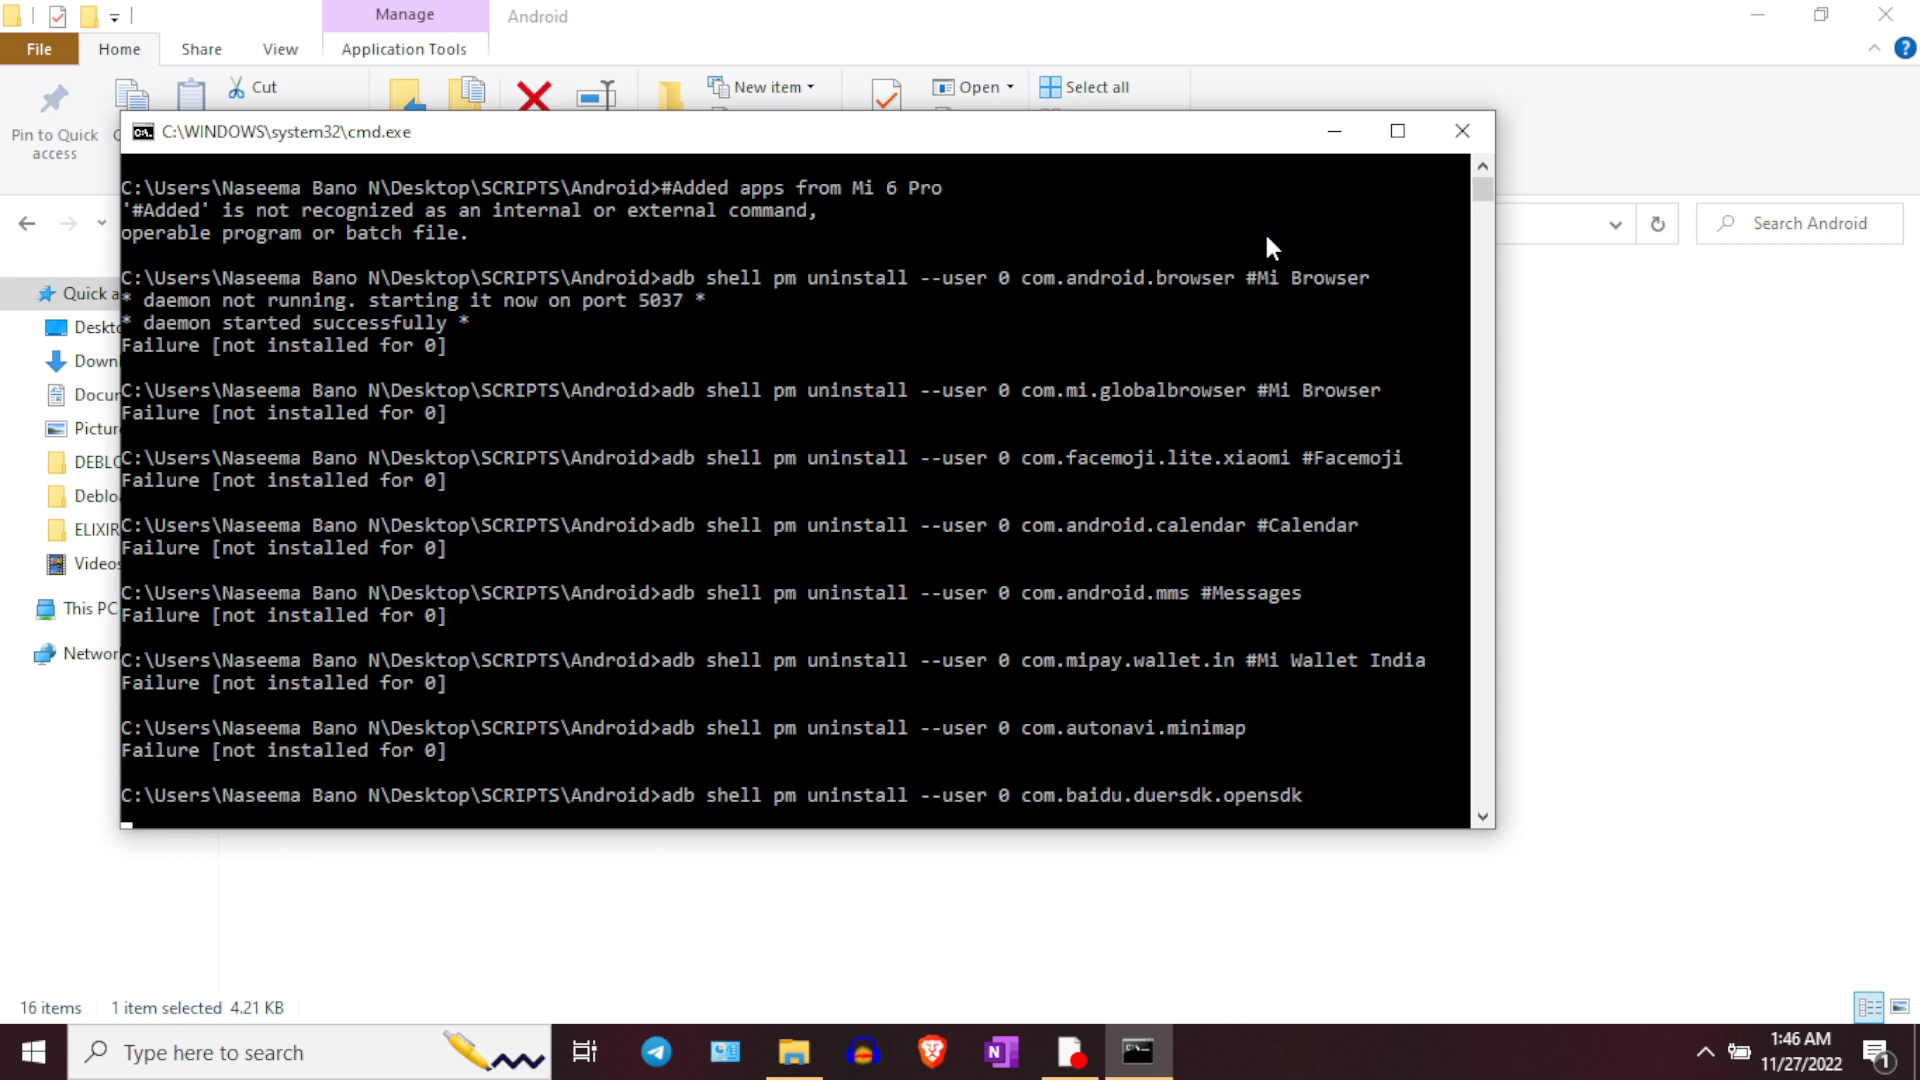 Manage
Android
File
Home
Share
View
Application Tools
Cut
New item
Open
Select all
Pin to Quick
access
C:\WINDOWS\system32\cmd.exe
C:\Users\Naseema Bano N\Desktop\SCRIPTS\Android>#Added apps from Mi 6 Pro
'#Added' is not recognized as an internal or external command,
operable program or batch file.
C:\Users\Naseema Bano N\Desktop\SCRIPTS\Android>adb shell pm uninstall --user 0 com.android.browser #Mi Browser
* daemon not running. starting it now on port 5037 *
* daemon started successfully *
Failure [not installed for 0]
C:\Users\Naseema Bano N\Desktop\SCRIPTS\Android>adb shell pm uninstall --user 0 com.mi.globalbrowser #Mi Browser
Failure [not installed for 0]
C:\Users\Naseema Bano N\Desktop\SCRIPTS\Android>adb shell pm uninstall --user 0 com.facemoji.lite.xiaomi #Facemoji
Failure [not installed for 0]
C:\Users\Naseema Bano N\Desktop\SCRIPTS\Android>adb shell pm uninstall --user 0 com.android.calendar #Calendar
Failure [not installed for 0]
C:\Users\Naseema Bano N\Desktop\SCRIPTS\Android>adb shell pm uninstall --user 0 com.android.mms #Messages
Failure [not installed for 0]
C:\Users\Naseema Bano N\Desktop\SCRIPTS\Android>adb shell pm uninstall --user 0 com.mipay.wallet.in #Mi Wallet India
Failure [not installed for 0]
C:\Users\Naseema Bano N\Desktop\SCRIPTS\Android>adb shell pm uninstall --user 0 com.autonavi.minimap
Failure [not installed for 0]
C:\Users\Naseema Bano N\Desktop\SCRIPTS\Android>adb shell pm uninstall --user 0 com.baidu.duersdk.opensdk
Search Android
Quick a
Deskto
Down
Docum
Pictur
DEBLO
Debloa
ELIXIR
Videos
This PC
Networ
16 items
1 item selected 4.21 KB
Type here to search
1:46 AM
11/27/2022
1